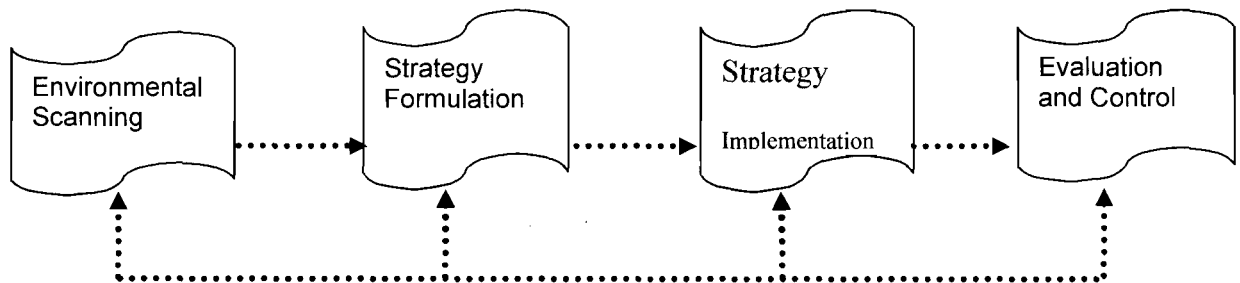 Environmental
Scanning
Strategy
Formulation
Strategy
Implementation
Evaluation
and Control